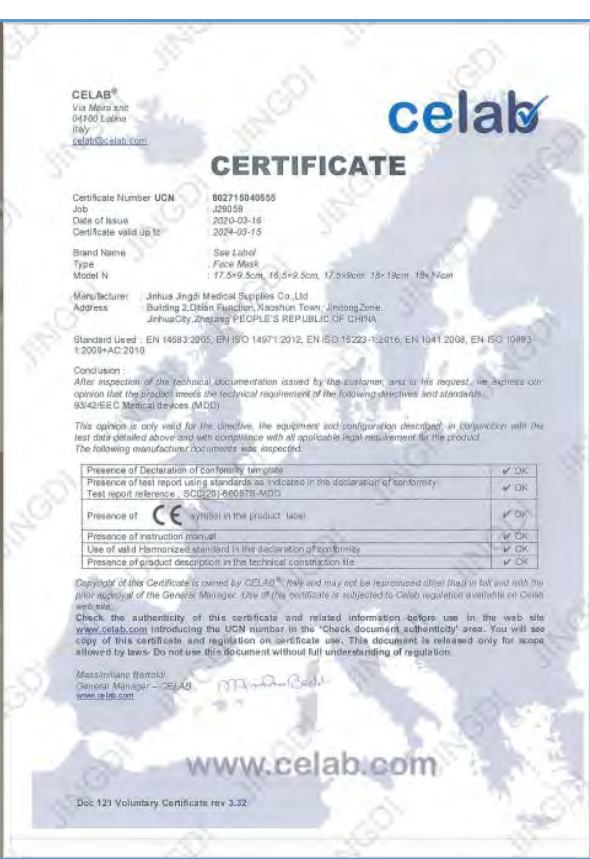 CELAB®
Via Maira snc
04100 Latina
Italy
celab@celab.com
celab
CERTIFICATE
Certificate Number UCN : 802715040555
Job : J29059
Date of Issue : 2020-03-16
Certificate valid up to : 2024-03-15
Brand Name : See Label
Type : Face Mask
Model N : 17.5×9.5cm, 16.5×9.5cm, 17.5×9cm, 18×19cm, 18×14cm
Manufacturer : Jinhua Jingdi Medical Supplies Co.,Ltd
Address : Building 2,Ditian Function,Xiaoshun Town, JindongZone.
JinhuaCity,Zhejiang PEOPLE'S REPUBLIC OF CHINA
Standard Used : EN 14683:2005, EN ISO 14971:2012, EN ISO 15223-1:2016, EN 1041:2008, EN ISO 10993-
1:2009+AC:2010
Conclusion :
After inspection of the technical documentation issued by the customer, and in his request, we express our
opinion that the product meets the technical requirement of the following directives and standards.
93/42/EEC Medical devices (MDD)
This opinion is only valid for the directive, the equipment and configuration described, in conjunction with the
test data detailed above and with compliance with all applicable legal requirement for the product
The following manufacturer documents was inspected:
Presence of Declaration of conformity template ✔ OK
Presence of test report using standards as indicated in the declaration of conformity
Test report reference : SCC(20)-60057S-MDD ✔ OK
Presence of CE symbol in the product label ✔ OK
Presence of instruction manual ✔ OK
Use of valid Harmonized standard in the declaration of conformity ✔ OK
Presence of product description in the technical construction file ✔ OK
Copyright of this Certificate is owned by CELAB® Italy and may not be reproduced other than in full and with the
prior approval of the General Manager. Use of this certificate is subjected to Celab regulation available on Celab
web site.
Check the authenticity of this certificate and related information before use in the web site
www.celab.com introducing the UCN number in the 'Check document authenticity' area. You will see
copy of this certificate and regulation on certificate use. This document is released only for scope
allowed by laws- Do not use this document without full understanding of regulation.
Massimiliano Bertoldi
General Manager – CELAB
www.celab.com
www.celab.com
Doc 121 Voluntary Certificate rev 3.32
JINGDI